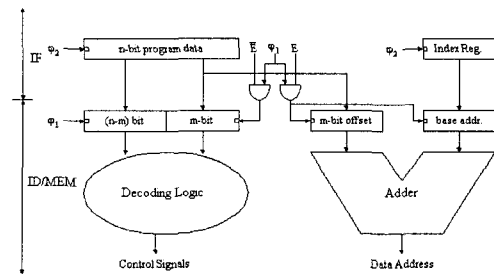 E̅ φ1 E
φ2 n-bit program data φ2 Index Reg.
IF
φ1 (n-m) bit m-bit m-bit offset base addr.
ID/MEM
Decoding Logic Adder
Control Signals Data Address